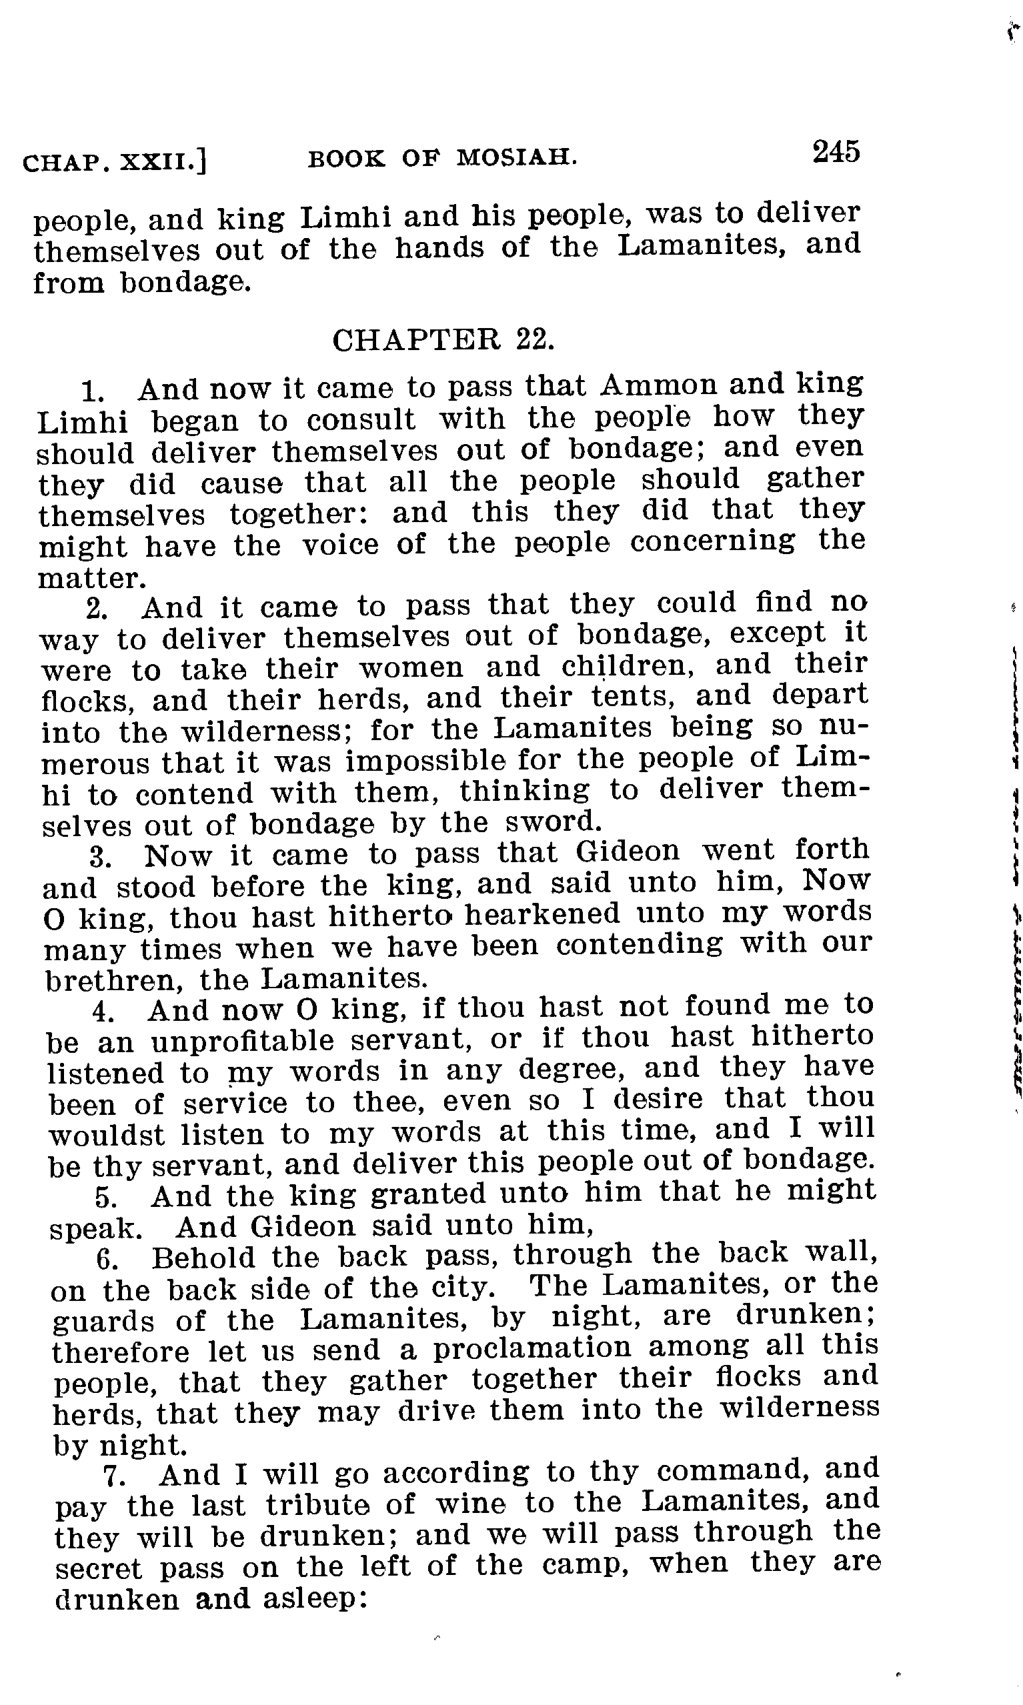 CHAP. XXII.] BOOK OF MOSIAH. 245
people, and king Limhi and his people, was to deliver
themselves out of the hands of the Lamanites, and
from bondage.
CHAPTER 22.
1. And now it came to pass that Ammon and king
Limhi began to consult with the people how they
should deliver themselves out of bondage; and even
they did cause that all the people should gather
themselves together: and this they did that they
might have the voice of the people concerning the
matter.
2. And it came to pass that they could find no
way to deliver themselves out of bondage, except it
were to take their women and children, and their
flocks, and their herds, and their tents, and depart
into the wilderness; for the Lamanites being so nu-
merous that it was impossible for the people of Lim-
hi to contend with them, thinking to deliver them-
selves out of bondage by the sword.
3. Now it came to pass that Gideon went forth
and stood before the king, and said unto him, Now
O king, thou hast hitherto hearkened unto my words
many times when we have been contending with our
brethren, the Lamanites.
4. And now O king, if thou hast not found me to
be an unprofitable servant, or if thou hast hitherto
listened to my words in any degree, and they have
been of service to thee, even so I desire that thou
wouldst listen to my words at this time, and I will
be thy servant, and deliver this people out of bondage.
5. And the king granted unto him that he might
speak. And Gideon said unto him,
6. Behold the back pass, through the back wall,
on the back side of the city. The Lamanites, or the
guards of the Lamanites, by night, are drunken;
therefore let us send a proclamation among all this
people, that they gather together their flocks and
herds, that they may drive them into the wilderness
by night.
7. And I will go according to thy command, and
pay the last tribute of wine to the Lamanites, and
they will be drunken; and we will pass through the
secret pass on the left of the camp, when they are
drunken and asleep: